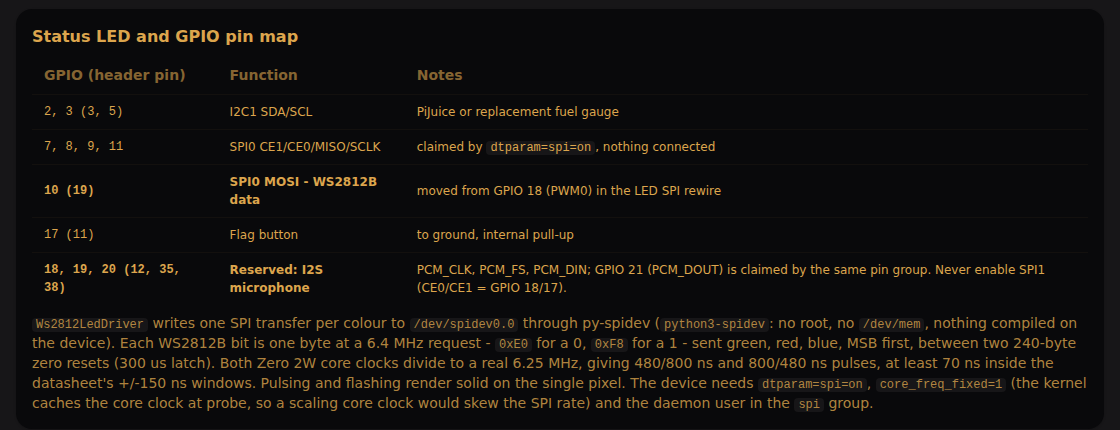 Status LED and GPIO pin map
GPIO (header pin) Function Notes
2, 3 (3, 5) I2C1 SDA/SCL PiJuice or replacement fuel gauge
7, 8, 9, 11 SPI0 CE1/CE0/MISO/SCLK claimed by dtparam=spi=on, nothing connected
10 (19) SPI0 MOSI - WS2812B data moved from GPIO 18 (PWM0) in the LED SPI rewire
17 (11) Flag button to ground, internal pull-up
18, 19, 20 (12, 35, 38) Reserved: I2S microphone PCM_CLK, PCM_FS, PCM_DIN; GPIO 21 (PCM_DOUT) is claimed by the same pin group. Never enable SPI1 (CE0/CE1 = GPIO 18/17).
Ws2812LedDriver writes one SPI transfer per colour to /dev/spidev0.0 through py-spidev (python3-spidev: no root, no /dev/mem, nothing compiled on
the device). Each WS2812B bit is one byte at a 6.4 MHz request - 0xE0 for a 0, 0xF8 for a 1 - sent green, red, blue, MSB first, between two 240-byte
zero resets (300 us latch). Both Zero 2W core clocks divide to a real 6.25 MHz, giving 480/800 ns and 800/480 ns pulses, at least 70 ns inside the
datasheet's +/-150 ns windows. Pulsing and flashing render solid on the single pixel. The device needs dtparam=spi=on, core_freq_fixed=1 (the kernel
caches the core clock at probe, so a scaling core clock would skew the SPI rate) and the daemon user in the spi group.